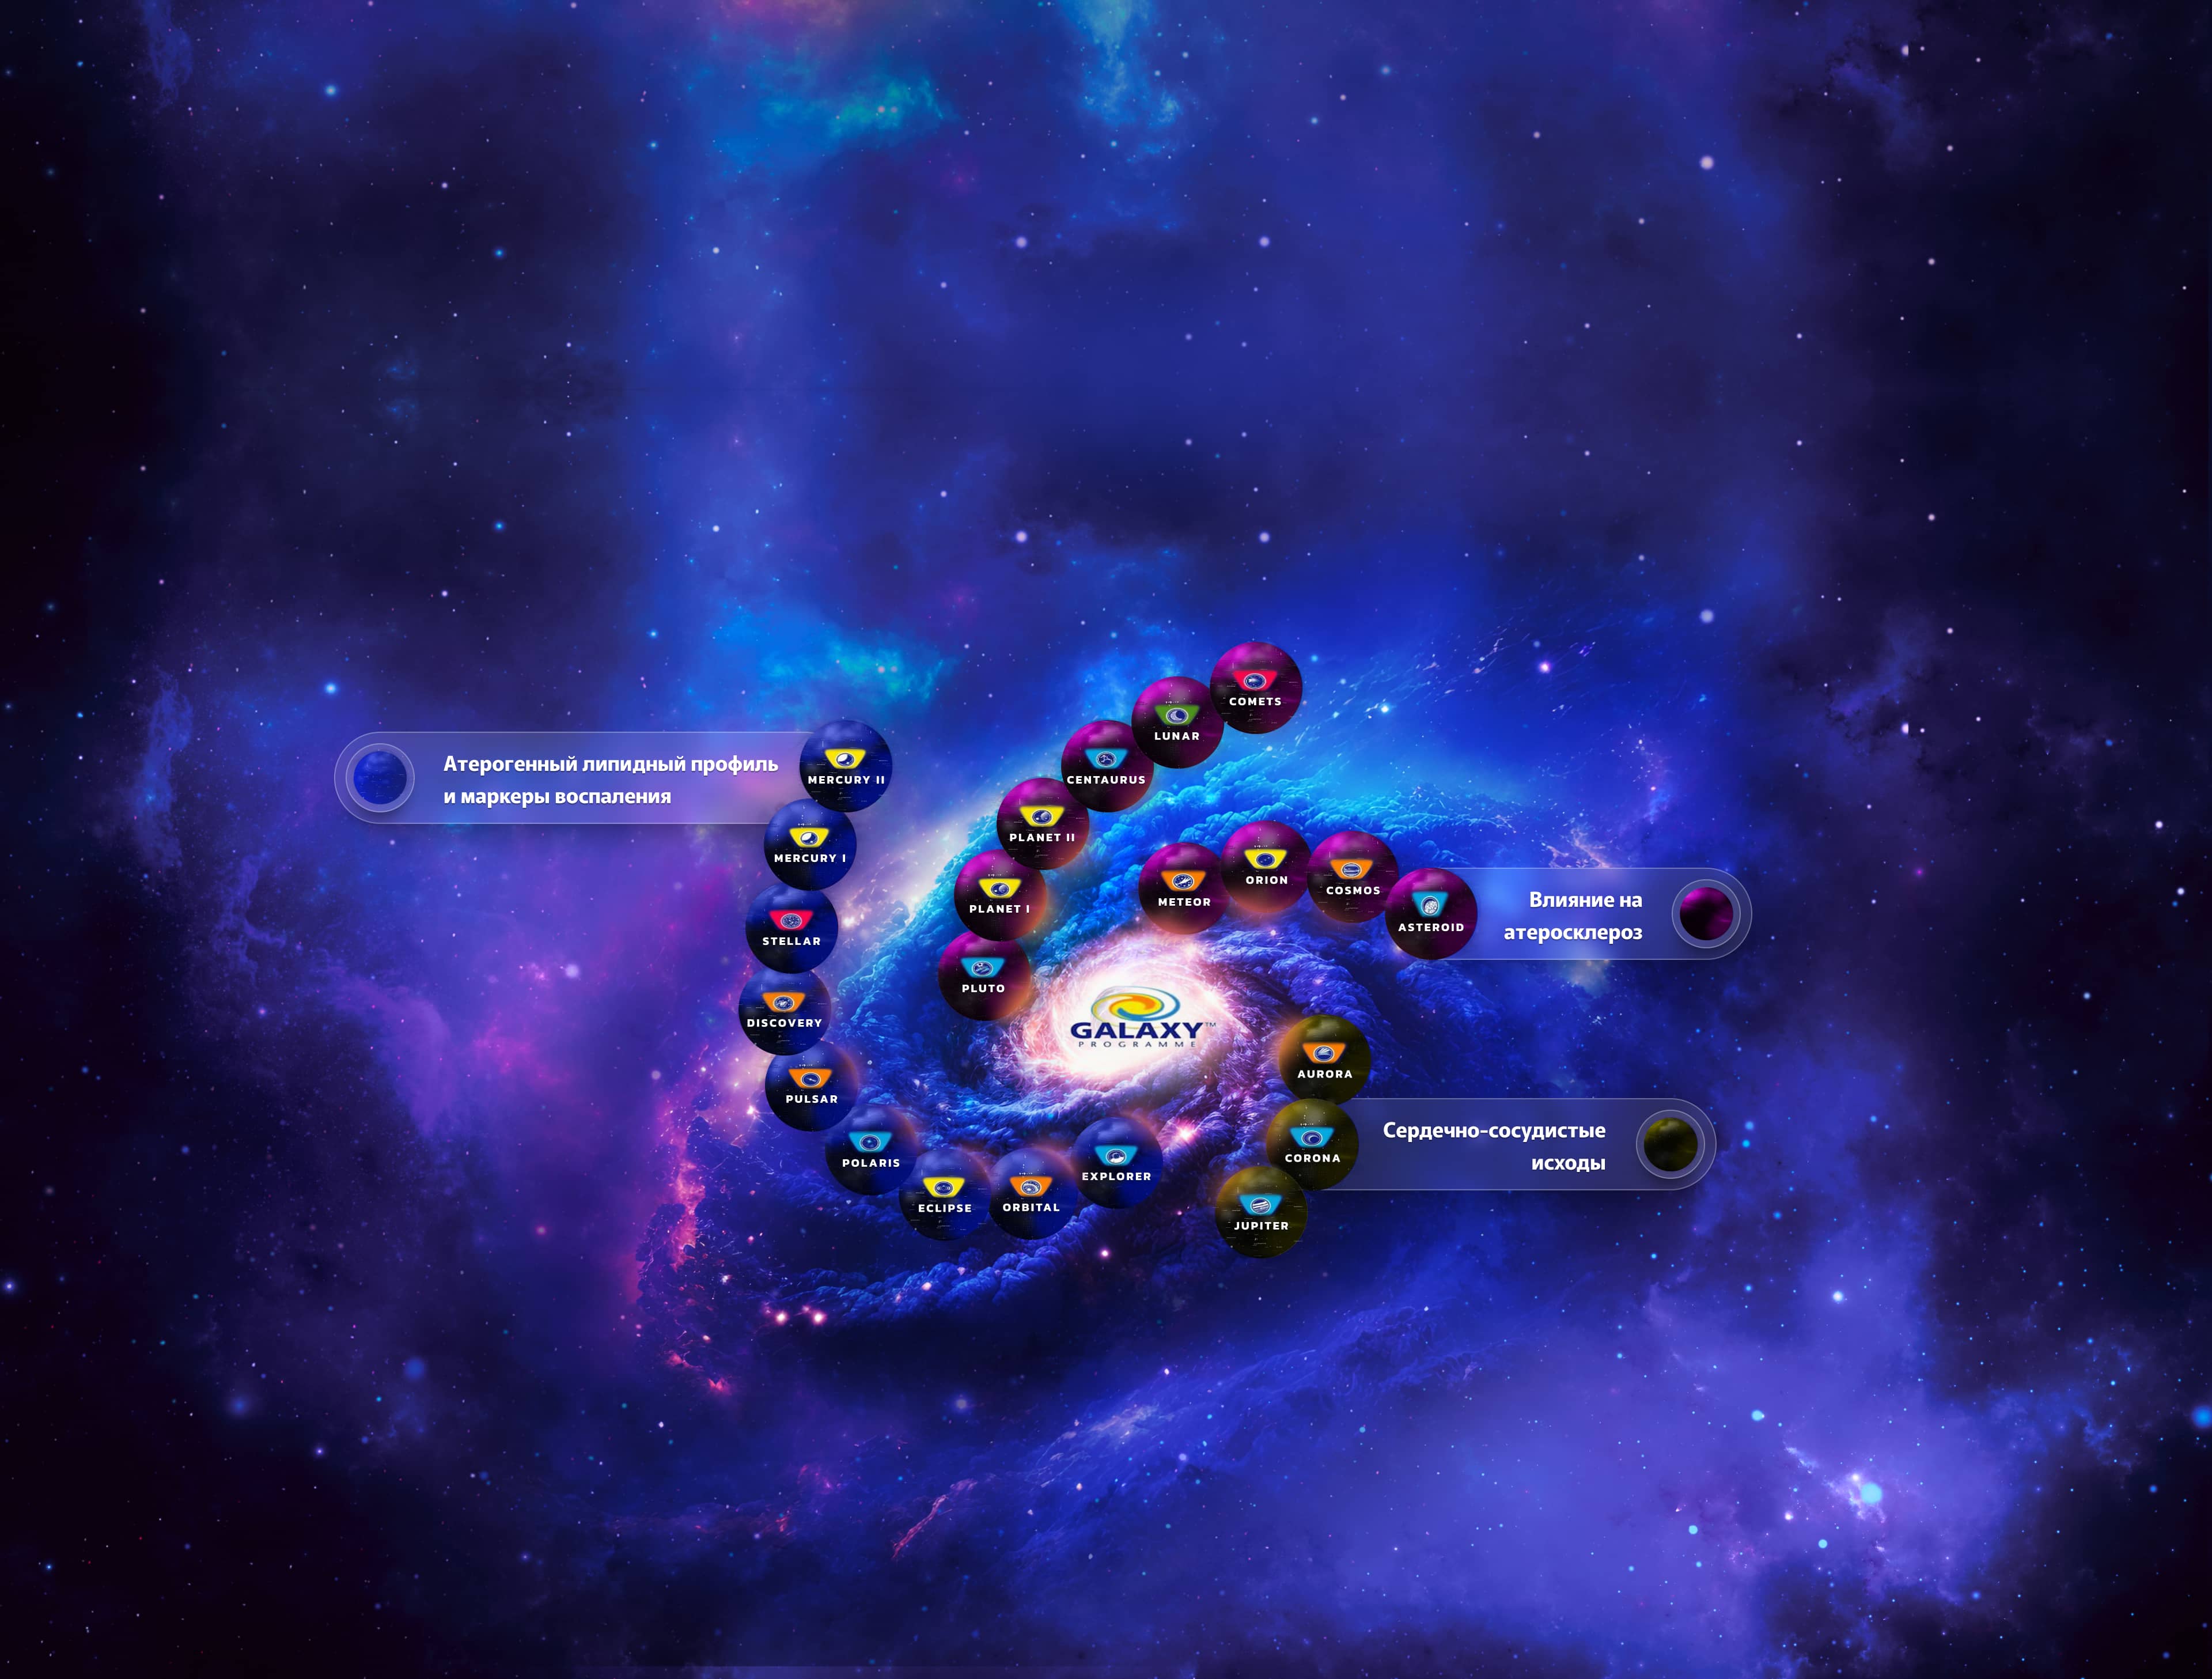 COMETS
LUNAR
CENTAURUS
PLANET II
PLANET I
PLUTO
Атерогенный липидный профиль
и маркеры воспаления
MERCURY II
MERCURY I
STELLAR
DISCOVERY
PULSAR
POLARIS
ECLIPSE
ORBITAL
EXPLORER
METEOR
ORION
COSMOS
ASTEROID
Влияние на
атеросклероз
GALAXY™
PROGRAMME
AURORA
CORONA
JUPITER
Сердечно-сосудистые
исходы